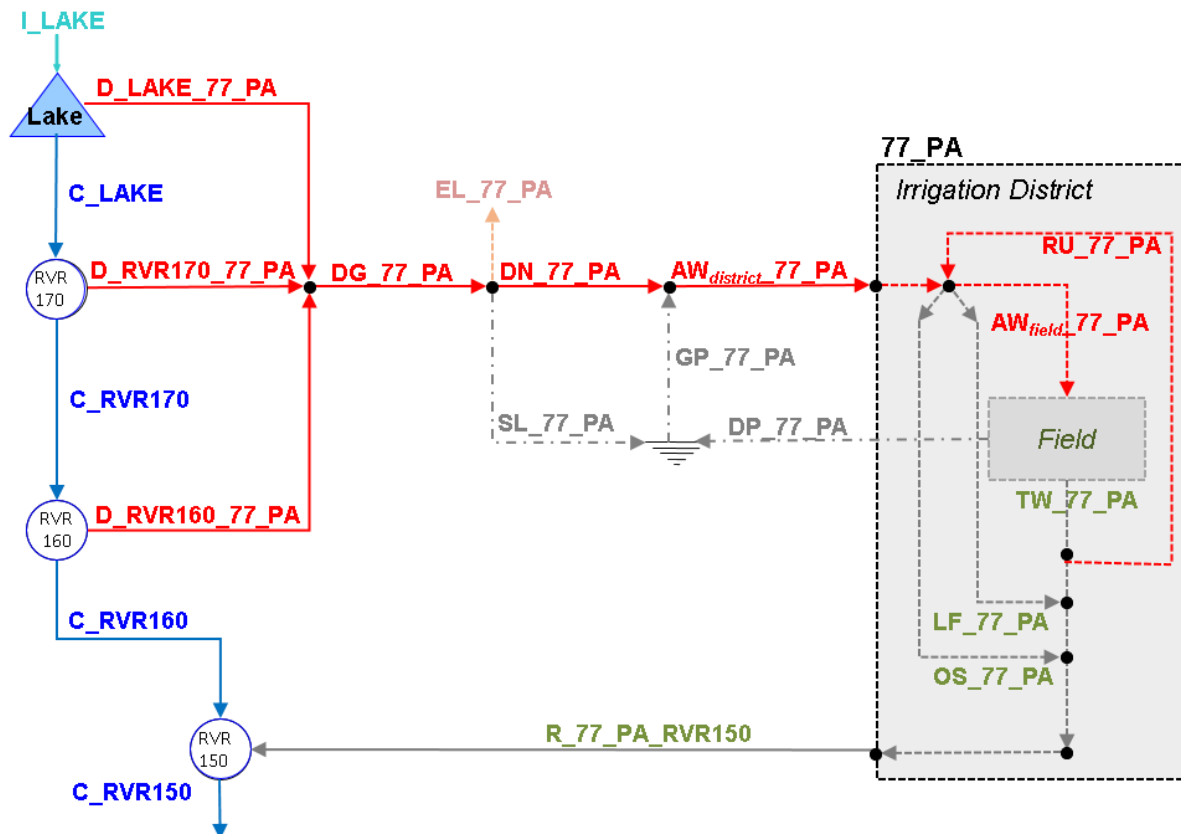 I_LAKE
D_LAKE_77_PA
Lake
77_PA
Irrigation District
EL_77_PA
C_LAKE
RU_77_PA
RVR
170
D_RVR170_77_PA
DG_77_PA
DN_77_PA
AWdistrict_77_PA
AWfield_77_PA
GP_77_PA
C_RVR170
SL_77_PA
DP_77_PA
Field
TW_77_PA
RVR
160
D_RVR160_77_PA
C_RVR160
LF_77_PA
OS_77_PA
R_77_PA_RVR150
RVR
150
C_RVR150